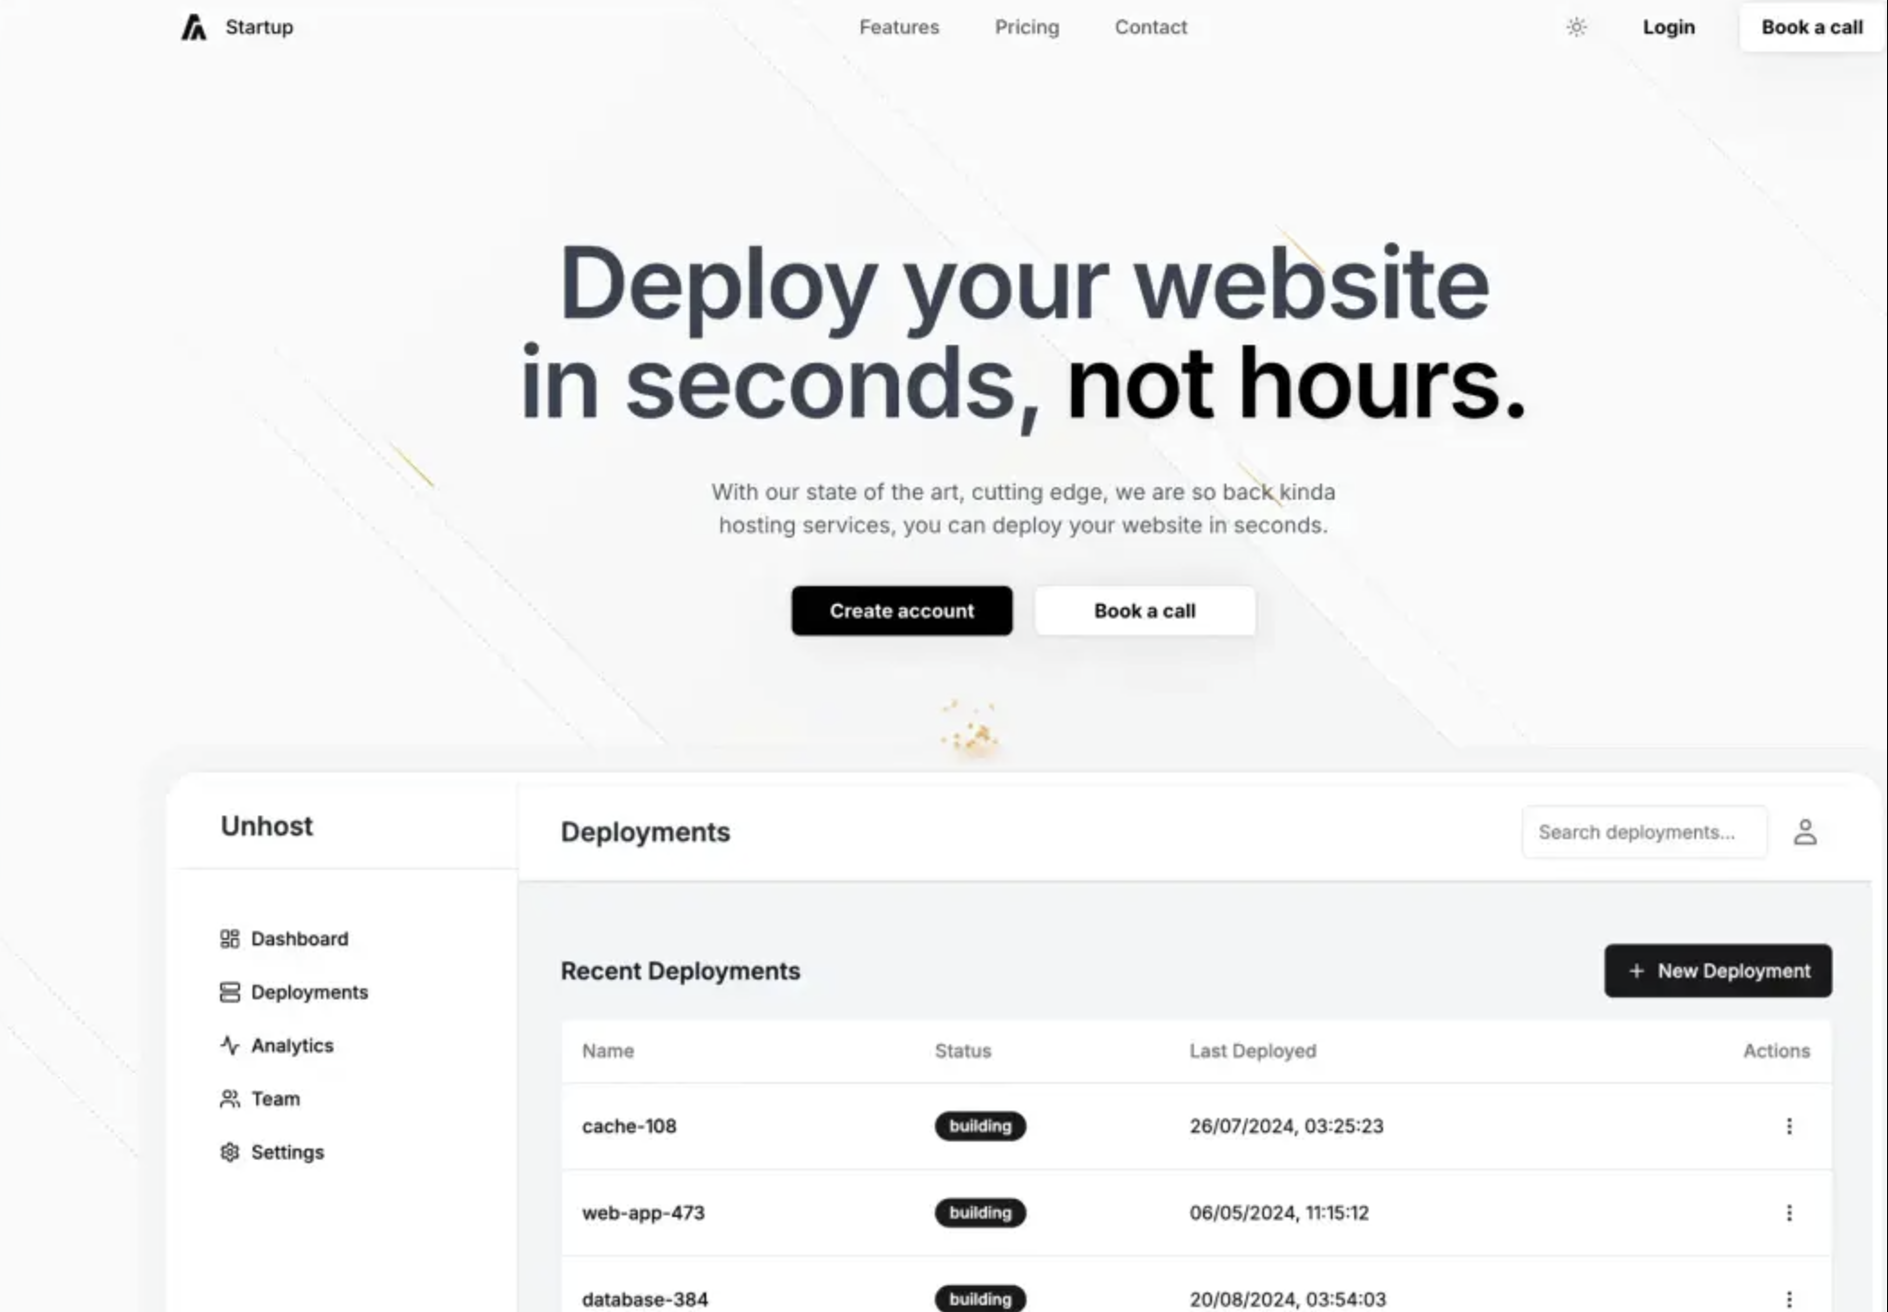 Startup
Features
Pricing
Contact
Login
Book a call
Deploy your website
in seconds, not hours.
With our state of the art, cutting edge, we are so back kinda
hosting services, you can deploy your website in seconds.
Create account
Book a call
Unhost
Dashboard
Deployments
Analytics
Team
Settings
Deployments
Search deployments...
Recent Deployments
+ New Deployment
Name Status Last Deployed Actions
cache-108 building 26/07/2024, 03:25:23
web-app-473 building 06/05/2024, 11:15:12
database-384 building 20/08/2024, 03:54:03